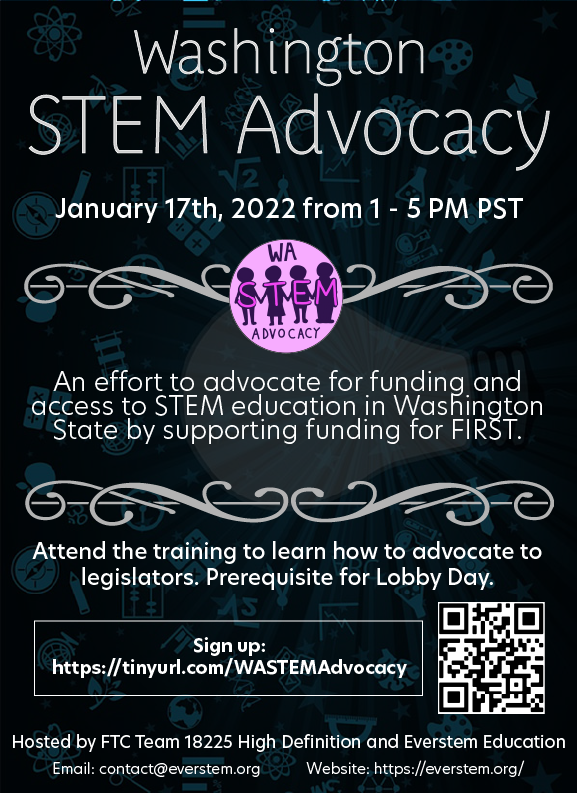 Washington
STEM Advocacy
January 17th, 2022 from 1 - 5 PM PST
WA
STEM
ADVOCACY
An effort to advocate for funding and
access to STEM education in Washington
State by supporting funding for FIRST.
Attend the training to learn how to advocate to
legislators. Prerequisite for Lobby Day.
Sign up:
https://tinyurl.com/WASTEMAdvocacy
Hosted by FTC Team 18225 High Definition and Everstem Education
Email: contact@everstem.org Website: https://everstem.org/